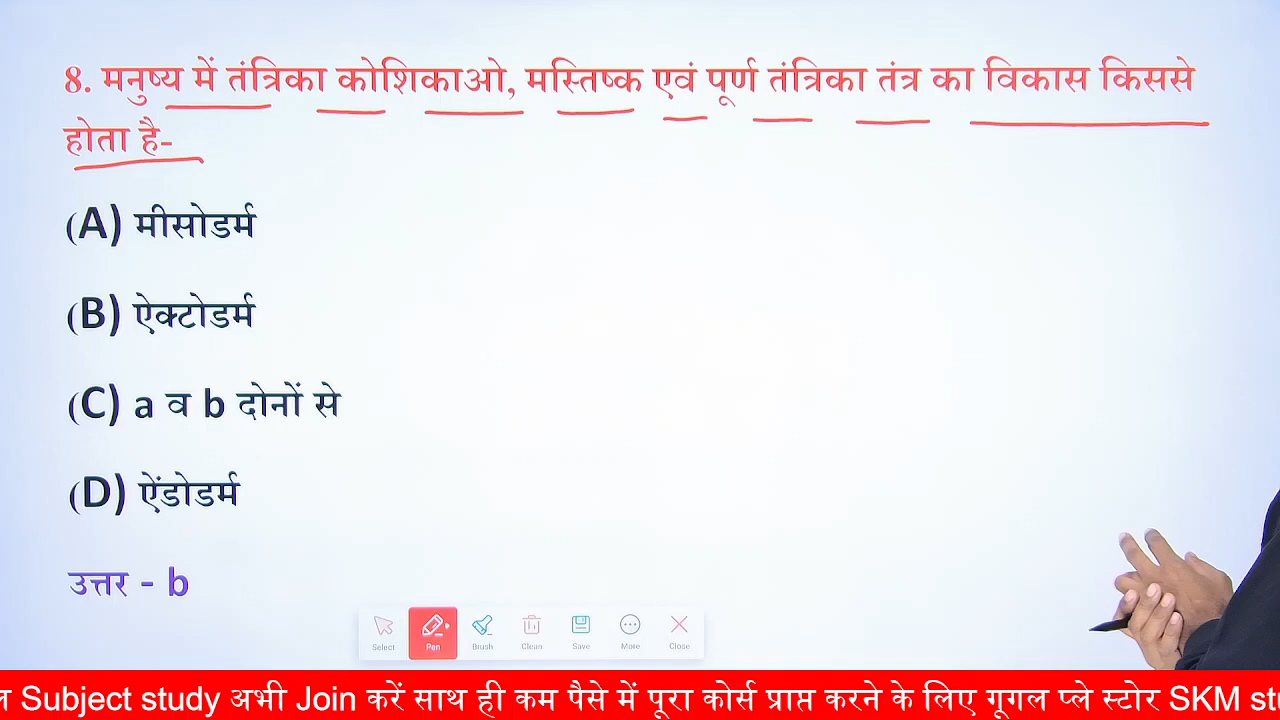 8. मनुष्य में तंत्रिका कोशिकाओ, मस्तिष्क एवं पूर्ण तंत्रिका तंत्र का विकास किससे
होता है-
(A) मीसोडर्म
(B) ऐक्टोडर्म
(C) a व b दोनों से
(D) ऐंडोडर्म
उत्तर - b
Select Pen Brush Clean Save More Close
Subject study अभी Join करें साथ ही कम पैसे में पूरा कोर्स प्राप्त करने के लिए गूगल प्ले स्टोर SKM